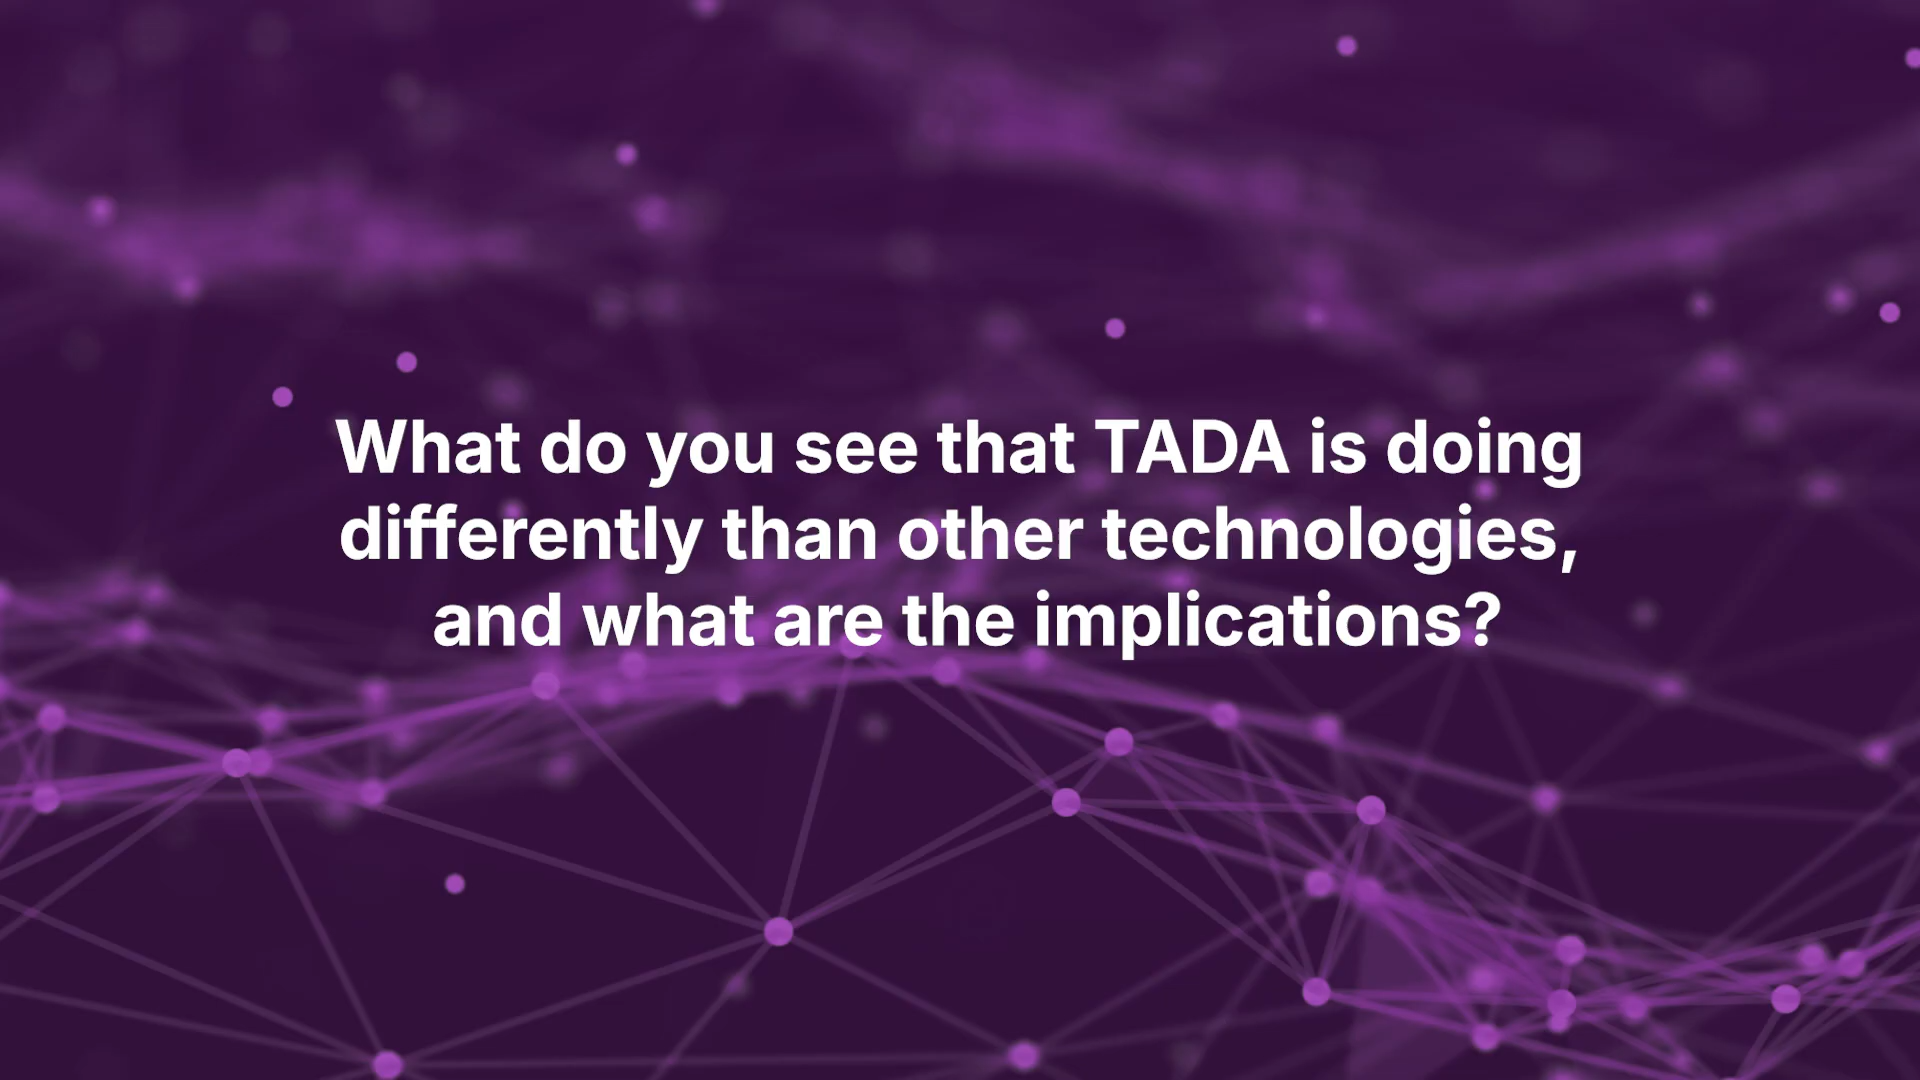 What do you see that TADA is doing
differently than other technologies,
and what are the implications?